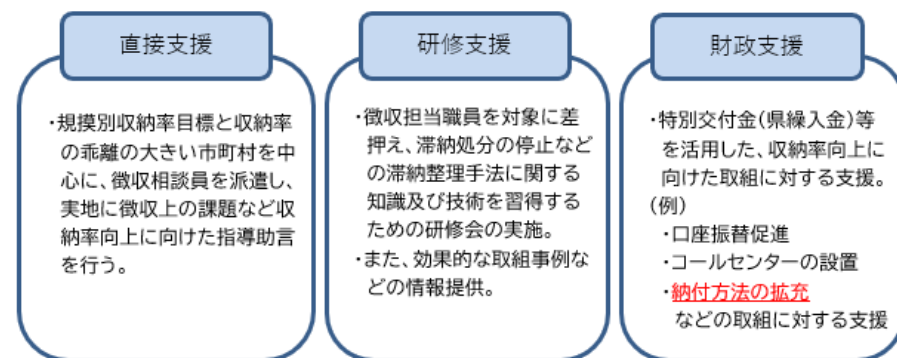 直接支援
・規模別収納率目標と収納率
の乖離の大きい市町村を中
心に、徴収相談員を派遣し、
実地に徴収上の課題など収
納率向上に向けた指導助言
を行う。
研修支援
・徴収担当職員を対象に差
押え、滞納処分の停止など
の滞納整理手法に関する
知識及び技術を習得する
ための研修会の実施。
・また、効果的な取組事例な
どの情報提供。
財政支援
・特別交付金(県繰入金)等
を活用した、収納率向上に
向けた取組に対する支援。
(例)
・口座振替促進
・コールセンターの設置
・納付方法の拡充
などの取組に対する支援